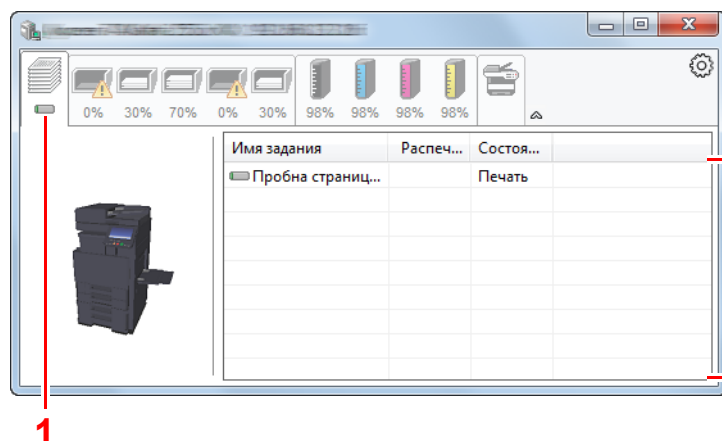 0% 30% 70% 0% 30% 98% 98% 98% 98%
Имя задания Распеч... Состоя...
Пробна страниц... Печать
1